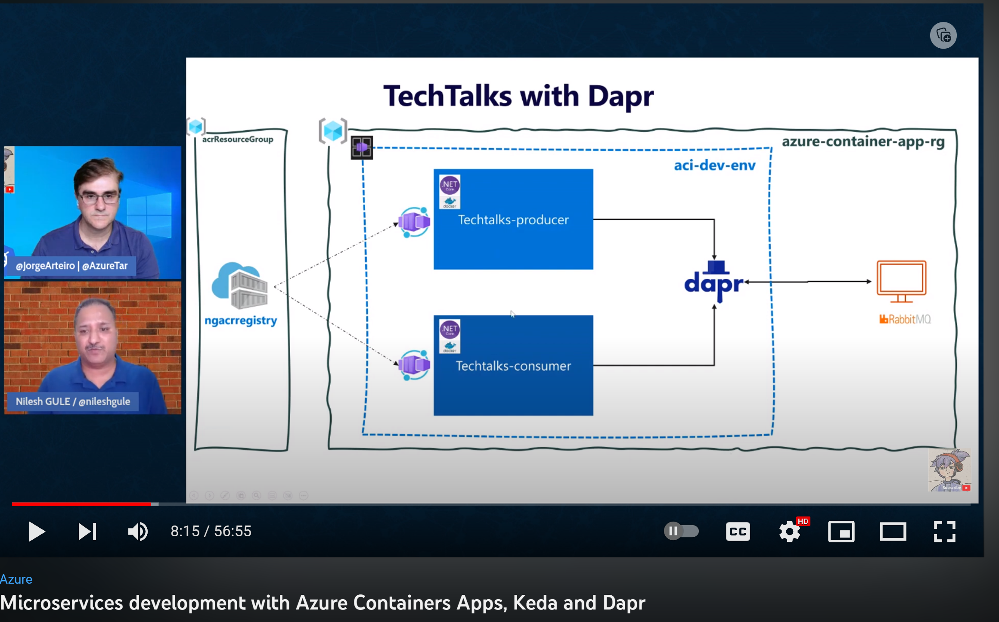 TechTalks with Dapr
acrResourceGroup
azure-container-app-rg
aci-dev-env
.NET
Core
docker
Techtalks-producer
@JorgeArteiro | @AzureTar
dapr
ngacrregistry
RabbitMQ
.NET
Core
docker
Techtalks-consumer
Nilesh GULE / @nileshgule
Subscribe
8:15 / 56:55
CC
HD
Azure
Microservices development with Azure Containers Apps, Keda and Dapr